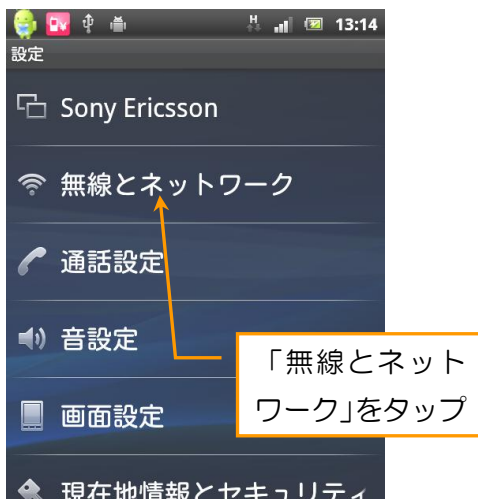 H 13:14
設定
Sony Ericsson
無線とネットワーク
通話設定
音設定
「無線とネット
ワーク」をタップ
画面設定
現在地情報とセキュリティ